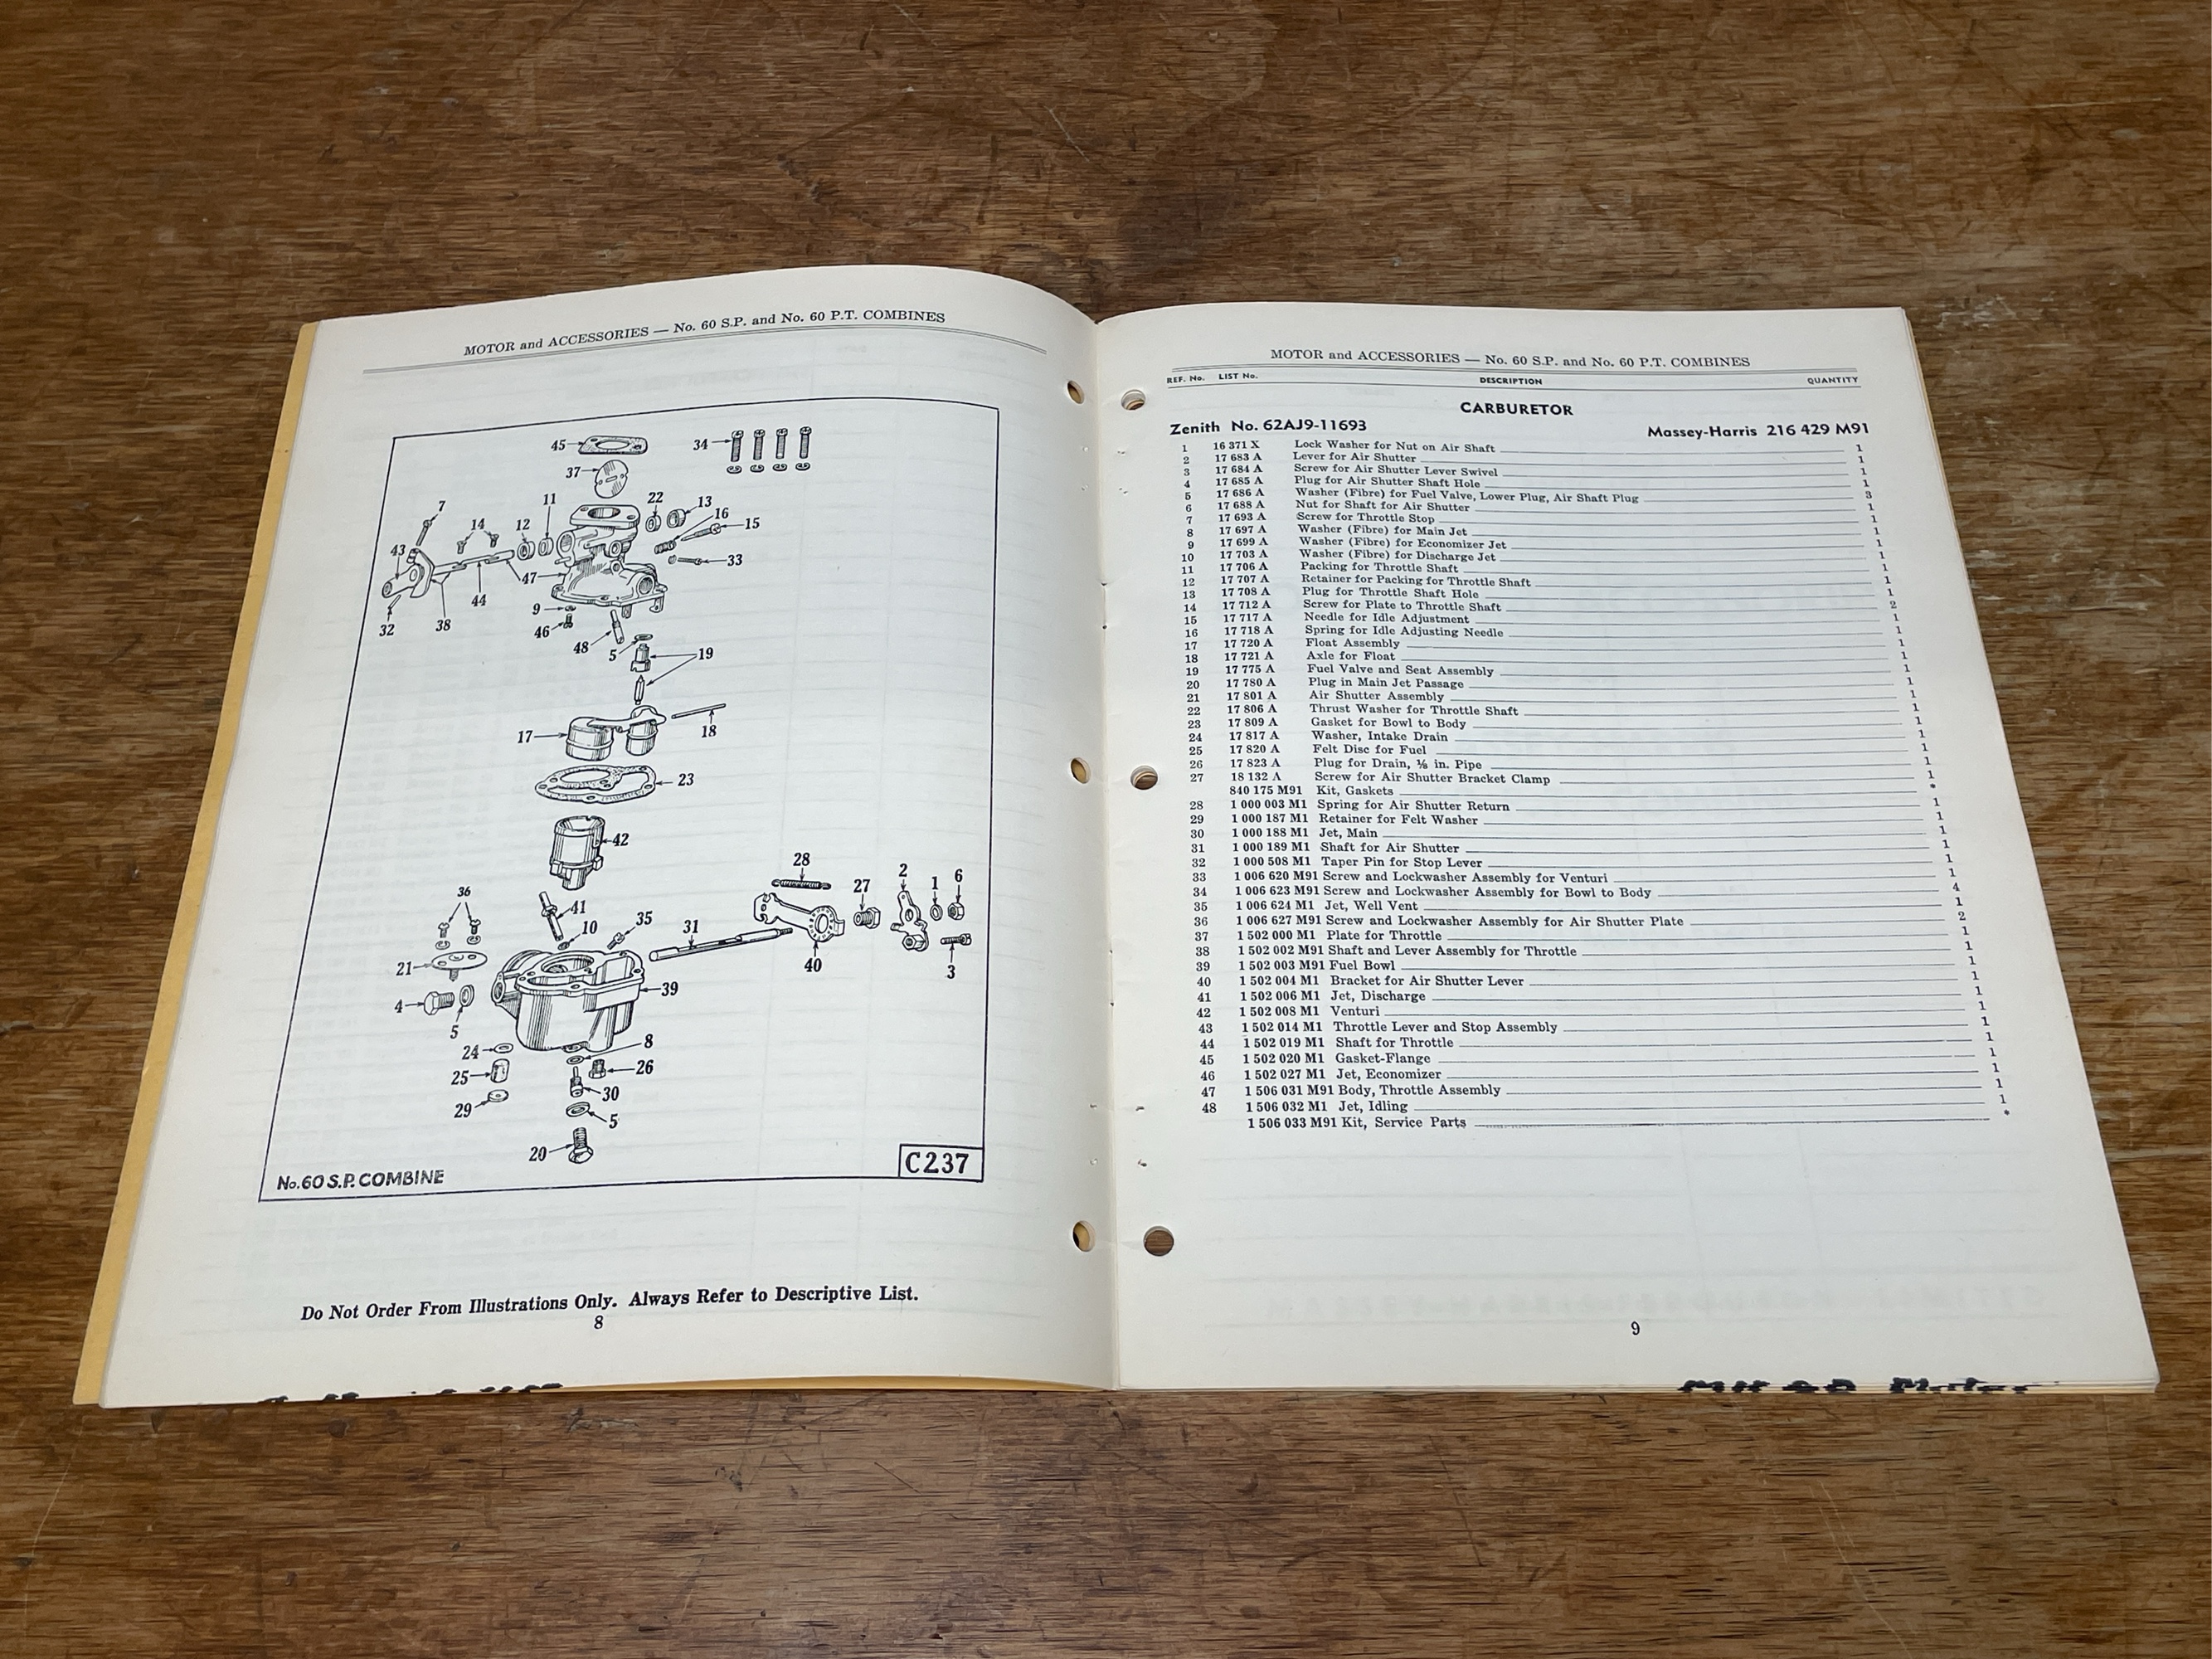 MOTOR and ACCESSORIES — No. 60 S.P. and No. 60 P.T. COMBINES
45 34
37
7 11 22 13
14 12 16 15
43 33
47
44
32 38 9
46
48 5 19
18
17
23
42
28 2 1 6
27
36 41 35
10 31
21 40 3
39
4
5
24 8
25 26
30
29 5
20
No. 60 S.P. COMBINE
C237
Do Not Order From Illustrations Only. Always Refer to Descriptive List.
8
MOTOR and ACCESSORIES — No. 60 S.P. and No. 60 P.T. COMBINES
REF. No. LIST No. DESCRIPTION QUANTITY
CARBURETOR
Zenith No. 62AJ9-11693 Massey-Harris 216 429 M91
1 16 371 X Lock Washer for Nut on Air Shaft 1
2 17 683 A Lever for Air Shutter 1
3 17 684 A Screw for Air Shutter Lever Swivel 1
4 17 685 A Plug for Air Shutter Shaft Hole 1
5 17 686 A Washer (Fibre) for Fuel Valve, Lower Plug, Air Shaft Plug 3
6 17 688 A Nut for Shaft for Air Shutter 1
7 17 693 A Screw for Throttle Stop 1
8 17 697 A Washer (Fibre) for Main Jet 1
9 17 699 A Washer (Fibre) for Economizer Jet 1
10 17 703 A Washer (Fibre) for Discharge Jet 1
11 17 706 A Packing for Throttle Shaft 1
12 17 707 A Retainer for Packing for Throttle Shaft 1
13 17 708 A Plug for Throttle Shaft Hole 1
14 17 712 A Screw for Plate to Throttle Shaft 2
15 17 717 A Needle for Idle Adjustment 1
16 17 718 A Spring for Idle Adjusting Needle 1
17 17 720 A Float Assembly 1
18 17 721 A Axle for Float 1
19 17 775 A Fuel Valve and Seat Assembly 1
20 17 780 A Plug in Main Jet Passage 1
21 17 801 A Air Shutter Assembly 1
22 17 806 A Thrust Washer for Throttle Shaft 1
23 17 809 A Gasket for Bowl to Body 1
24 17 817 A Washer, Intake Drain 1
25 17 820 A Felt Disc for Fuel 1
26 17 823 A Plug for Drain, ⅛ in. Pipe 1
27 18 132 A Screw for Air Shutter Bracket Clamp 1
840 175 M91 Kit, Gaskets *
28 1 000 003 M1 Spring for Air Shutter Return 1
29 1 000 187 M1 Retainer for Felt Washer 1
30 1 000 188 M1 Jet, Main 1
31 1 000 189 M1 Shaft for Air Shutter 1
32 1 000 508 M1 Taper Pin for Stop Lever 1
33 1 006 620 M91 Screw and Lockwasher Assembly for Venturi 1
34 1 006 623 M91 Screw and Lockwasher Assembly for Bowl to Body 4
35 1 006 624 M1 Jet, Well Vent 1
36 1 006 627 M91 Screw and Lockwasher Assembly for Air Shutter Plate 2
37 1 502 000 M1 Plate for Throttle 1
38 1 502 002 M91 Shaft and Lever Assembly for Throttle 1
39 1 502 003 M91 Fuel Bowl 1
40 1 502 004 M1 Bracket for Air Shutter Lever 1
41 1 502 006 M1 Jet, Discharge 1
42 1 502 008 M1 Venturi 1
43 1 502 014 M1 Throttle Lever and Stop Assembly 1
44 1 502 019 M1 Shaft for Throttle 1
45 1 502 020 M1 Gasket-Flange 1
46 1 502 027 M1 Jet, Economizer 1
47 1 506 031 M91 Body, Throttle Assembly 1
48 1 506 032 M1 Jet, Idling 1
1 506 033 M91 Kit, Service Parts *
9